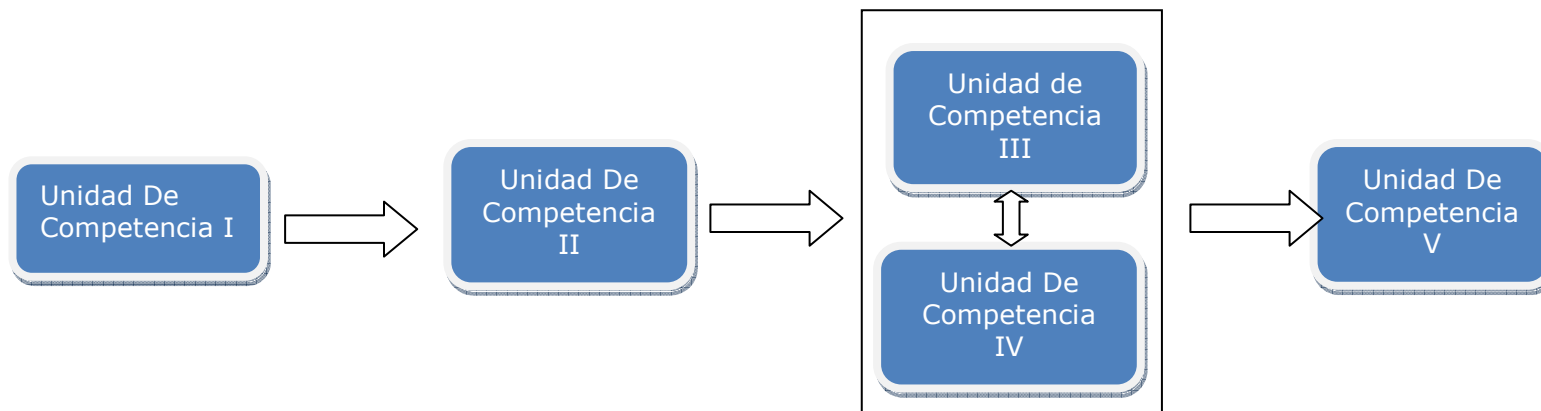 Unidad De
Competencia I
Unidad De
Competencia
II
Unidad de
Competencia
III
Unidad De
Competencia
IV
Unidad De
Competencia
V